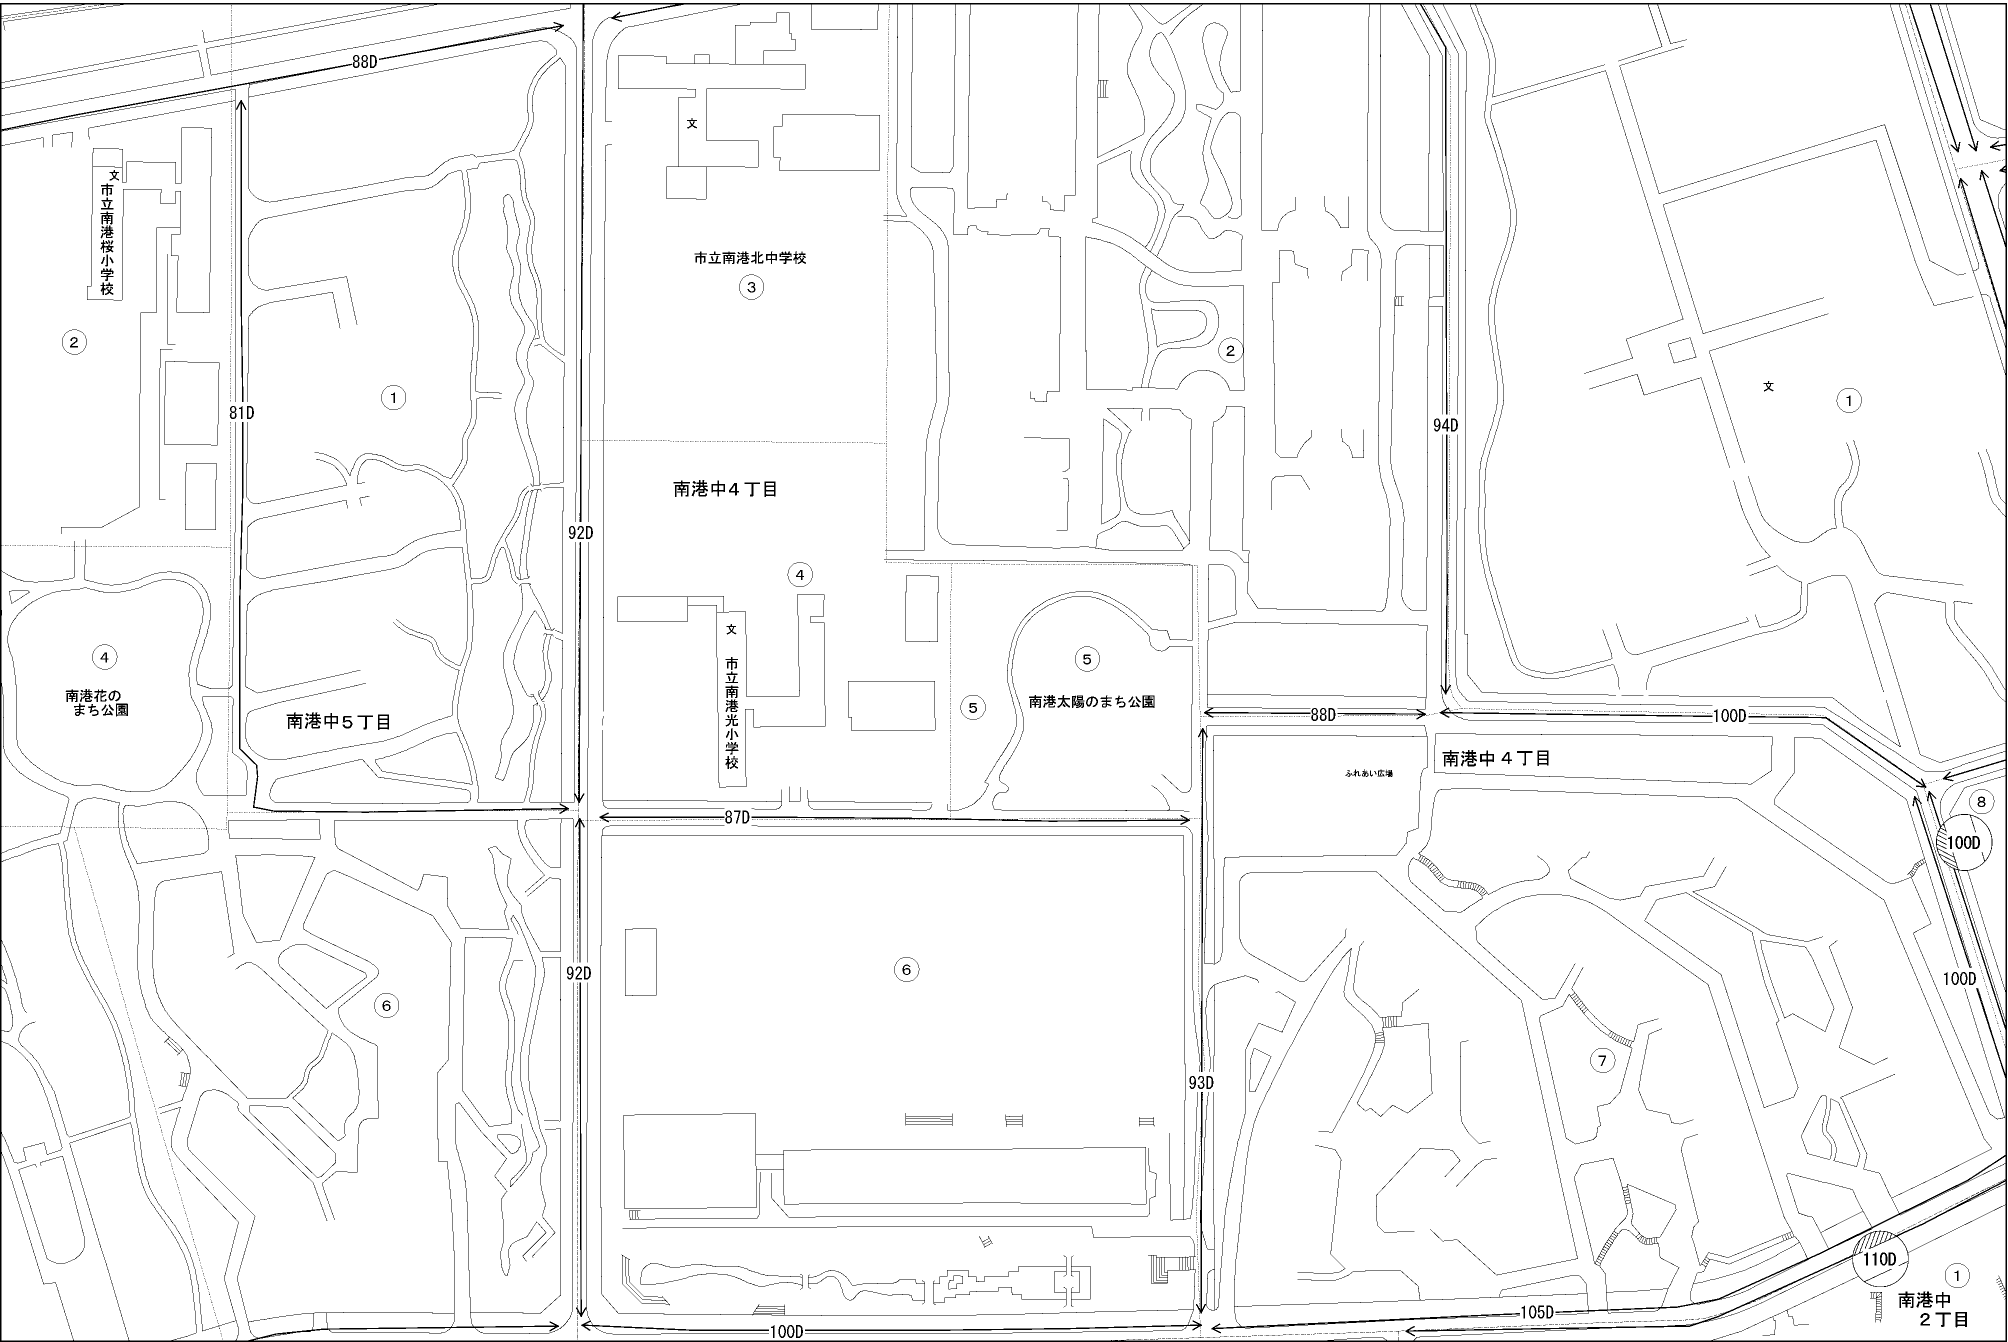 88D
文
市立南港桜小学校
2
81D
1
文
市立南港北中学校
3
2
94D
文
1
南港中4丁目
92D
4
文
市立南港光小学校
4
南港花の
まち公園
南港中5丁目
5
南港太陽のまち公園
5
88D
100D
南港中4丁目
ふれあい広場
87D
8
100D
92D
6
6
100D
93D
7
110D
1
南港中
2丁目
105D
100D